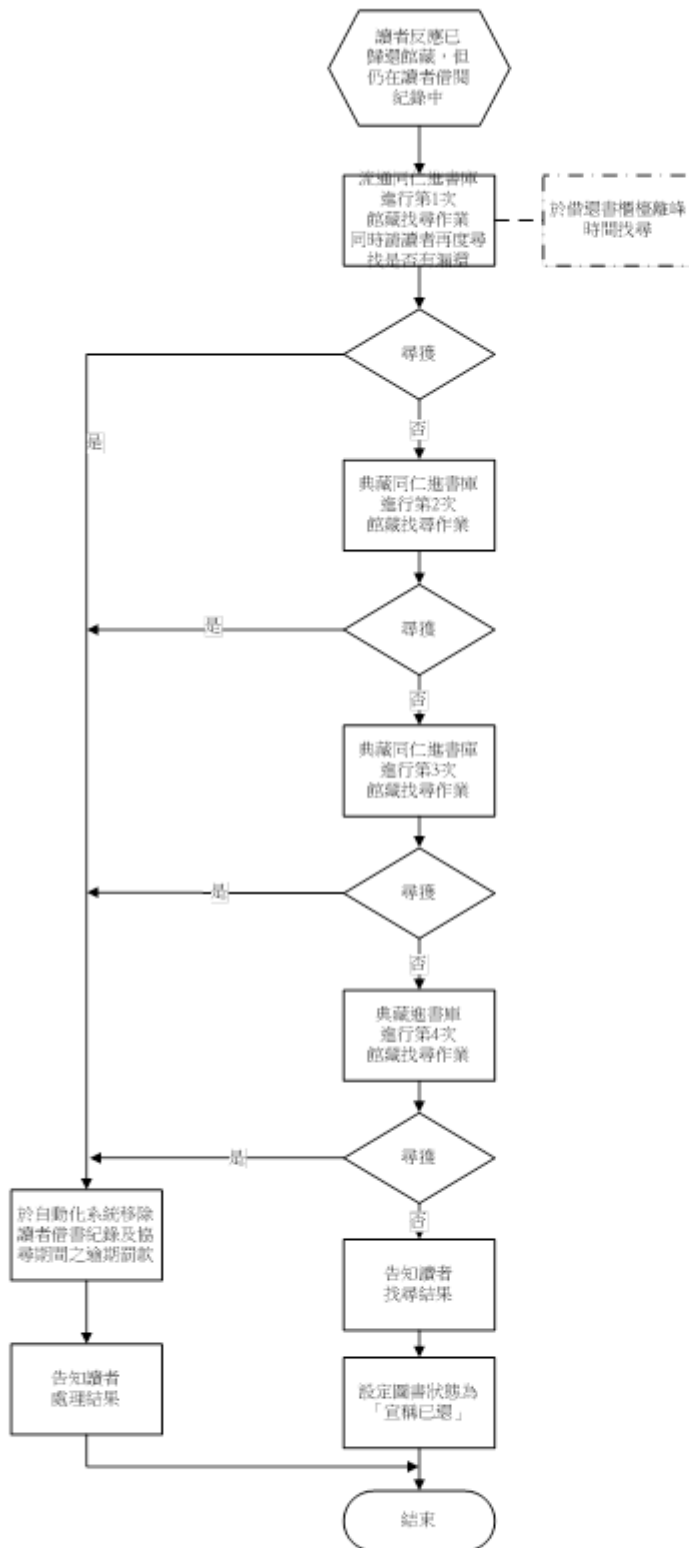 讀者反應已
歸還館藏，但
仍在讀者借閱
紀錄中
流通同仁進書庫
進行第1次
館藏找尋作業
同時請讀者再度尋
找是否有漏還
於借還書櫃檯離峰
時間找尋
尋獲
是
否
典藏同仁進書庫
進行第2次
館藏找尋作業
尋獲
是
否
典藏同仁進書庫
進行第3次
館藏找尋作業
尋獲
是
否
典藏進書庫
進行第4次
館藏找尋作業
尋獲
是
否
於自動化系統移除
讀者借書紀錄及協
尋期間之逾期罰款
告知讀者
找尋結果
告知讀者
處理結果
設定圖書狀態為
「宣稱已還」
結束